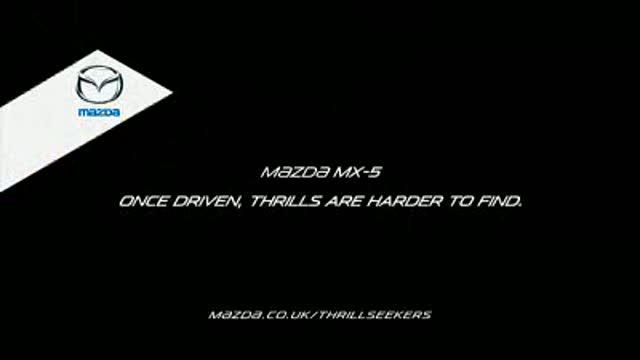 mazda
mazda MX-5
ONCE DRIVEN, THRILLS ARE HARDER TO FIND.
mazda.CO.UK/THRILLSEEKERS